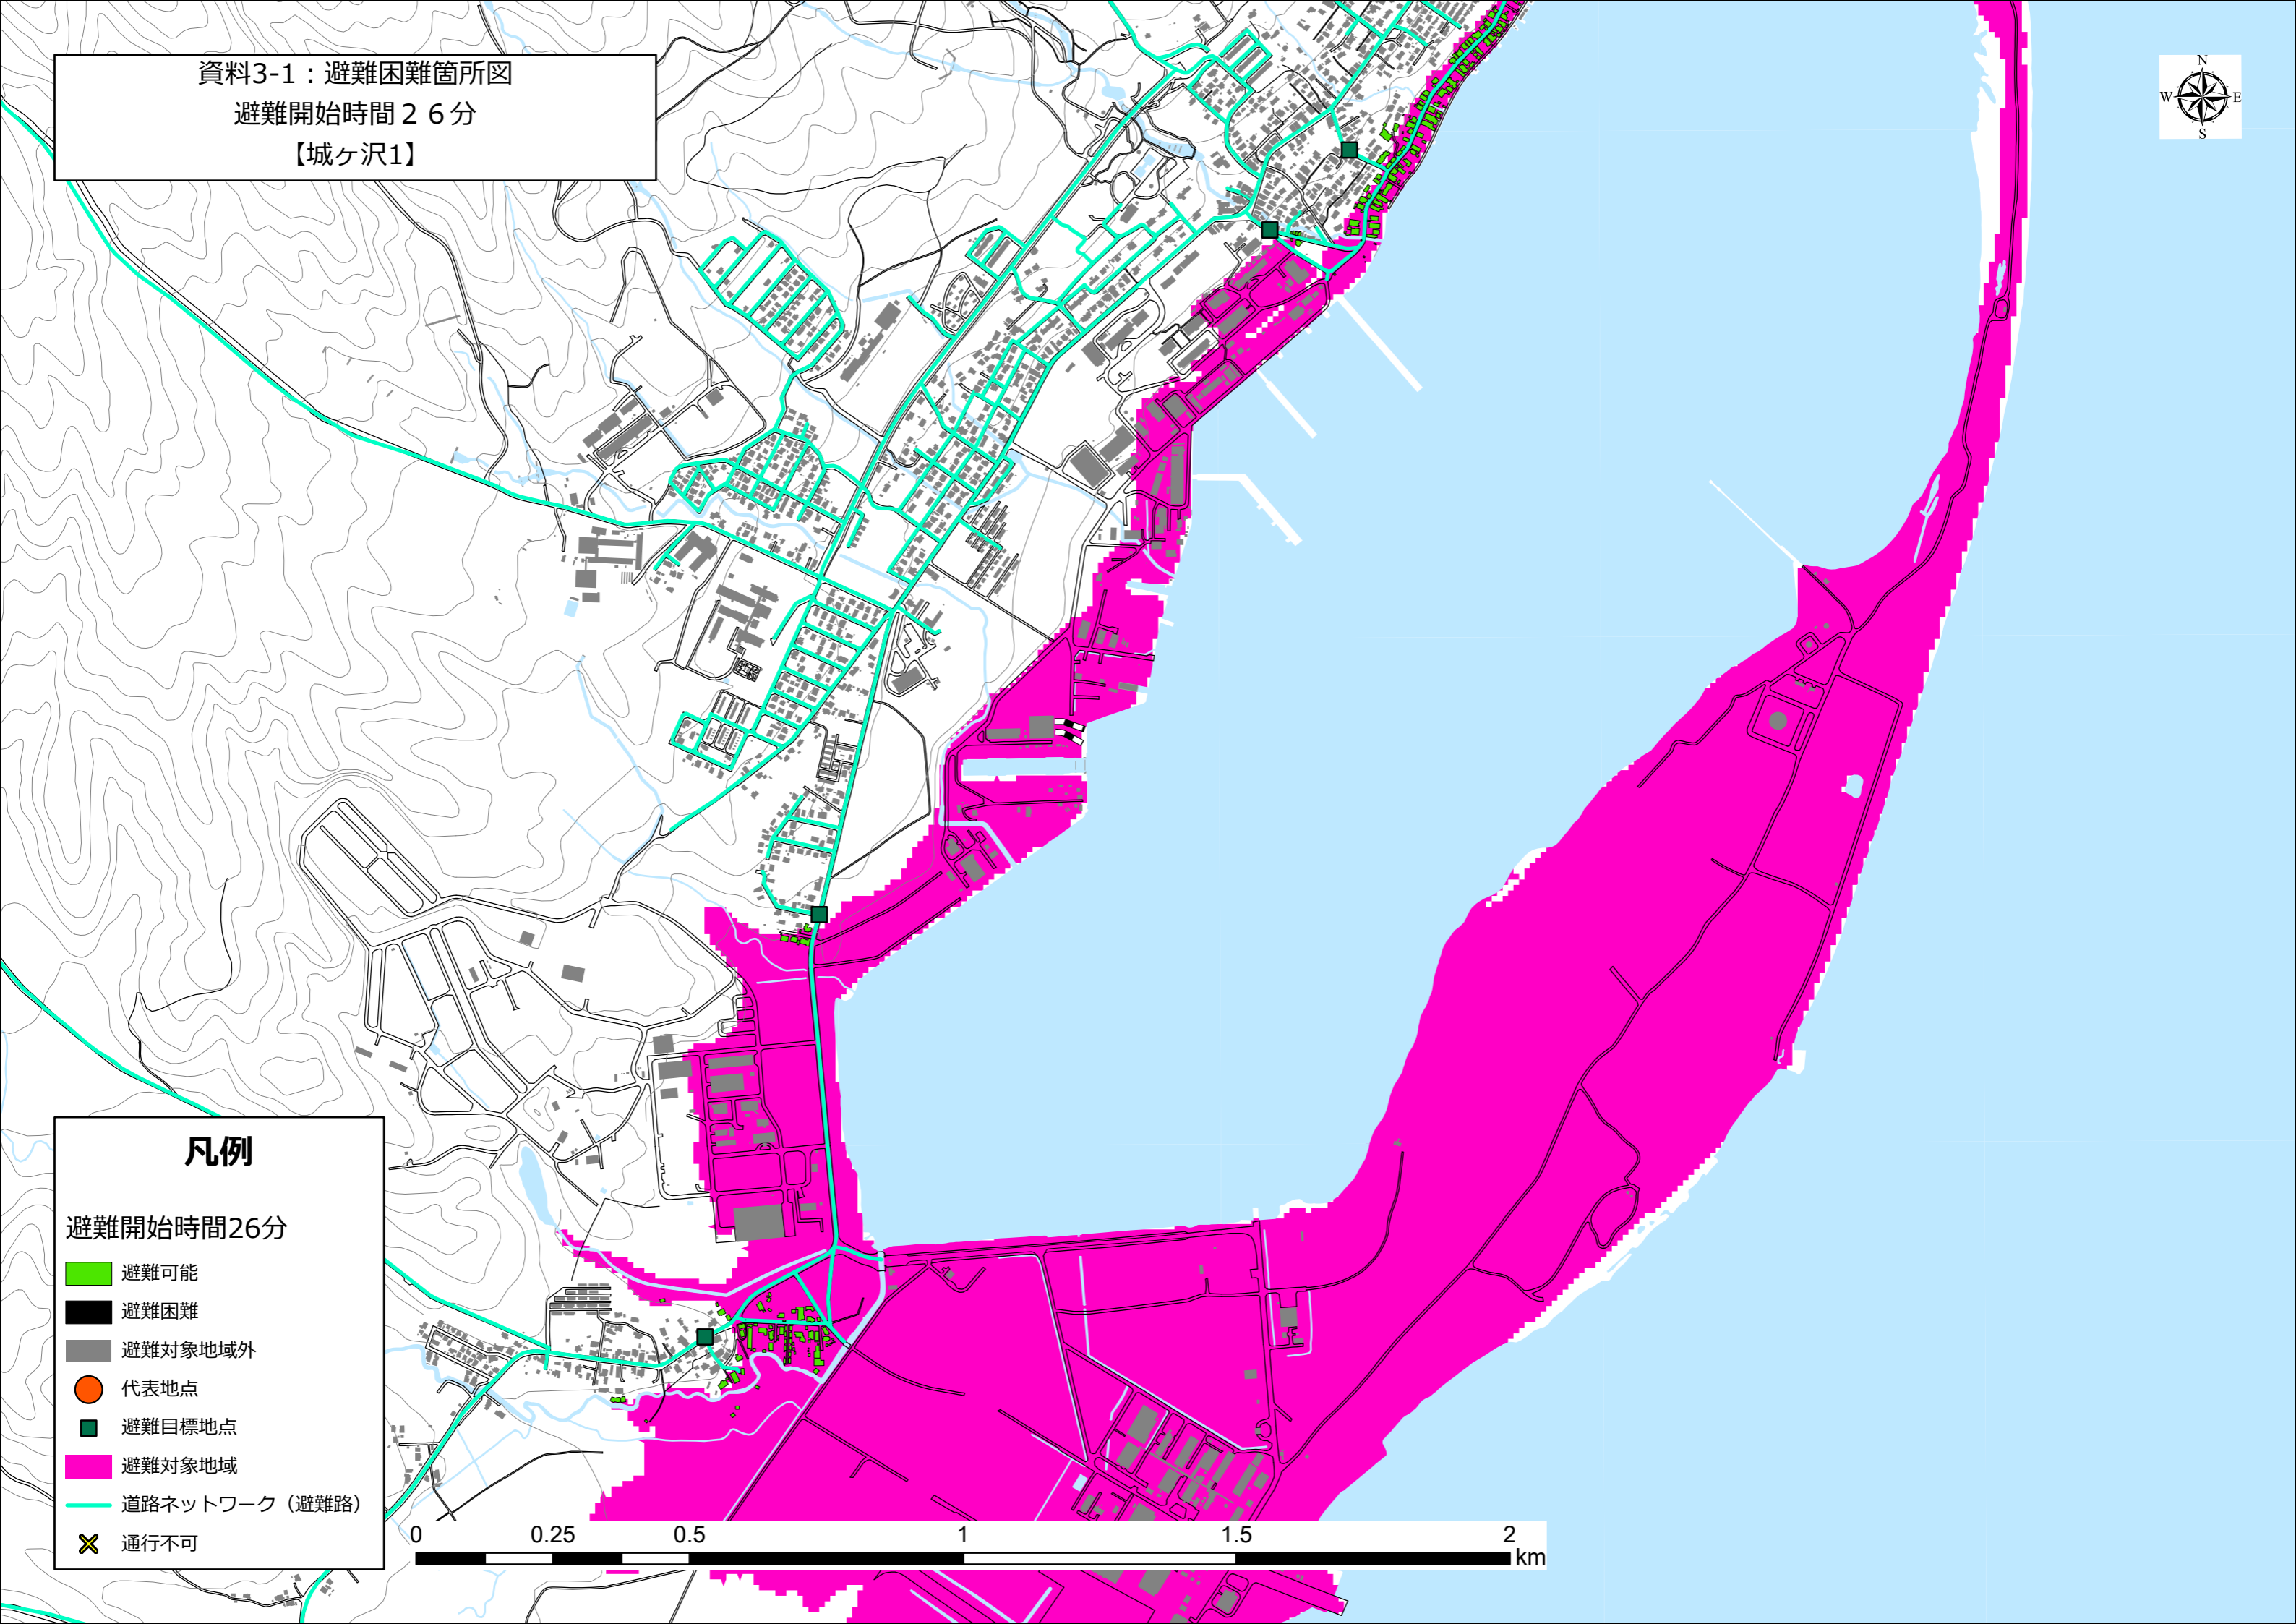 資料3-1：避難困難箇所図
避難開始時間２６分
【城ヶ沢1】
N
W E
S
凡例
避難開始時間26分
避難可能
避難困難
避難対象地域外
代表地点
避難目標地点
避難対象地域
道路ネットワーク（避難路）
通行不可
0 0.25 0.5 1 1.5 2
km